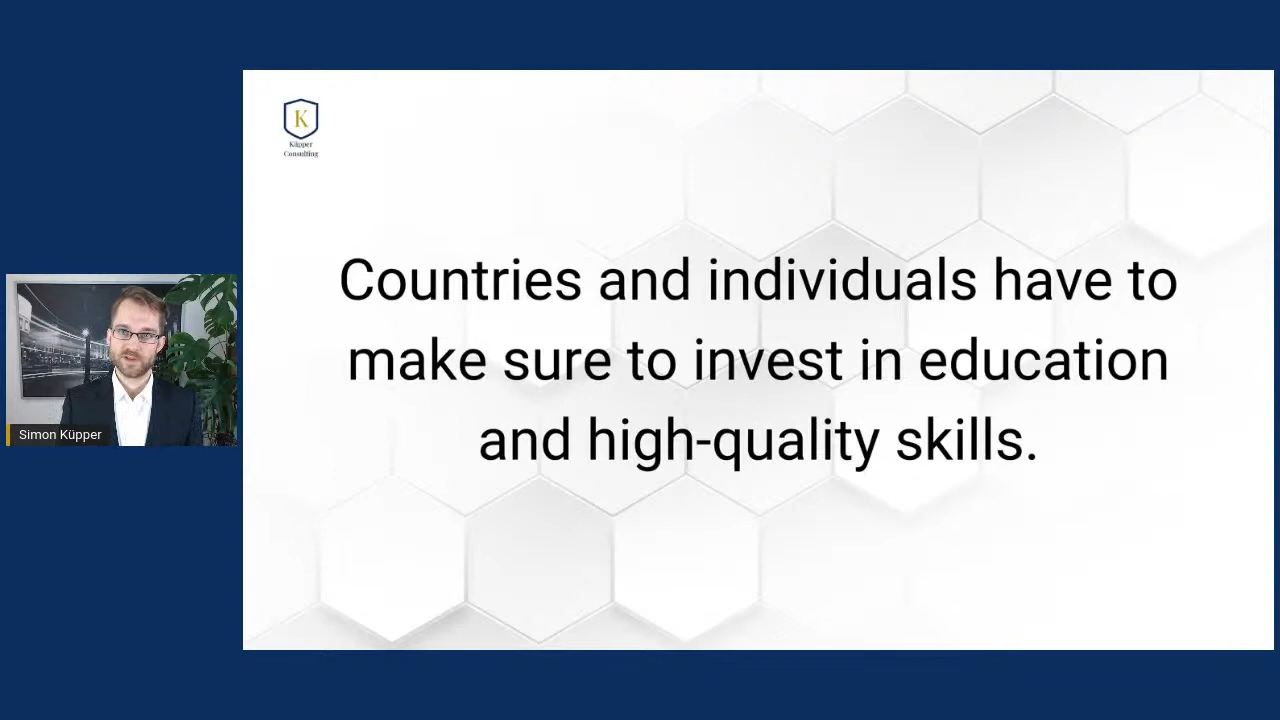 K
Küpper
Consulting
Countries and individuals have to
make sure to invest in education
and high-quality skills.
Simon Küpper